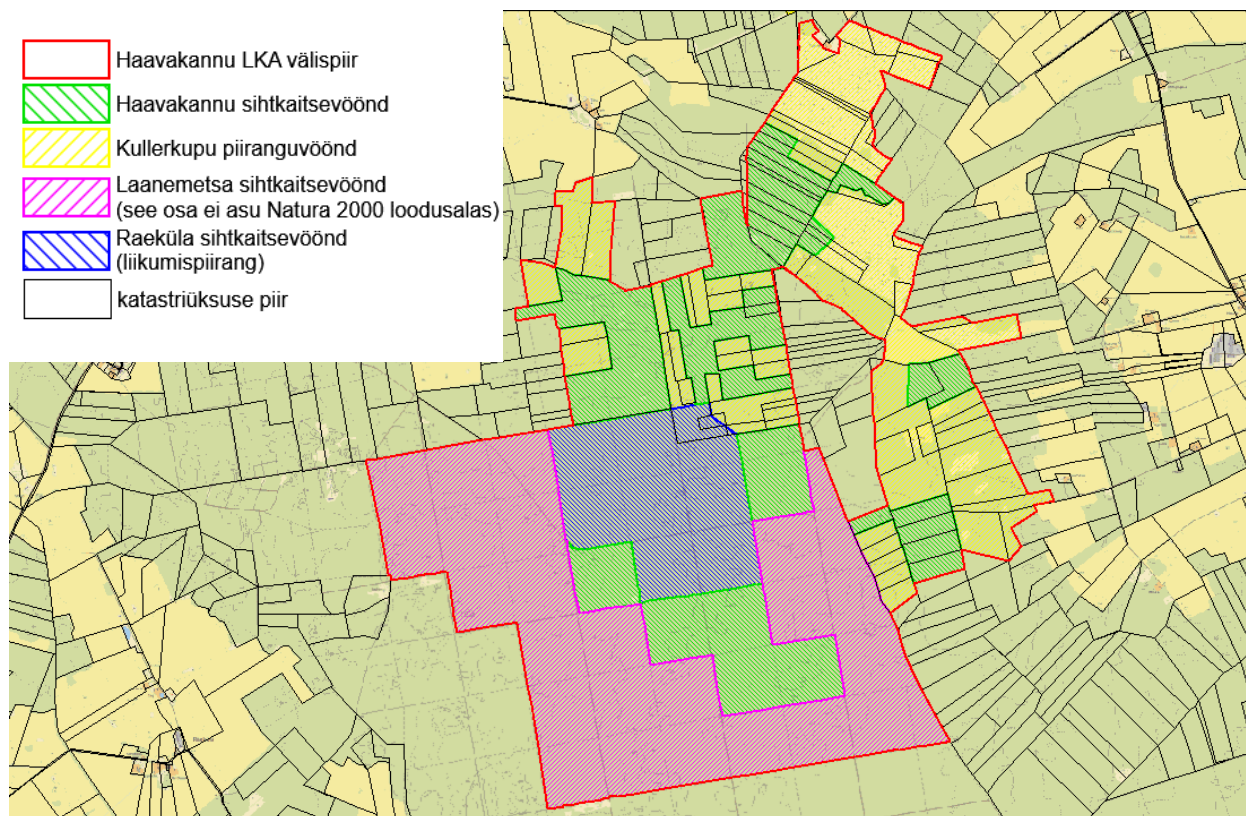 Haavakannu LKA välispiir
Haavakannu sihtkaitsevöönd
Kullerkupu piiranguvöönd
Laanemetsa sihtkaitsevöönd
(see osa ei asu Natura 2000 loodusalas)
Raeküla sihtkaitsevöönd
(liikumispiirang)
katastriüksuse piir